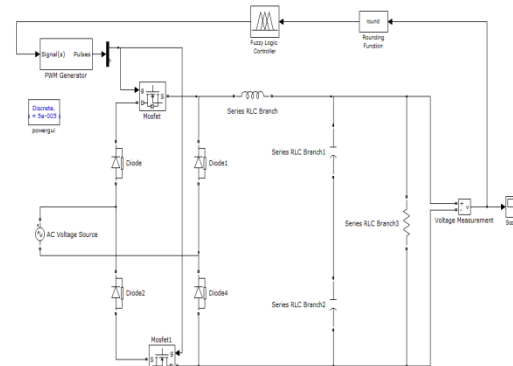 round
Rounding
Function
Fuzzy Logic
Controller
Signal(s) Pulses
PWM Generator
g
D S
Mosfet
Discrete,
= 5e-005
powergui
Series RLC Branch
Diode
Diode1
Series RLC Branch1
AC Voltage Source
Series RLC Branch3
+
-
v
Voltage Measurement
Diode2
Diode4
Series RLC Branch2
Mosfet1
S g